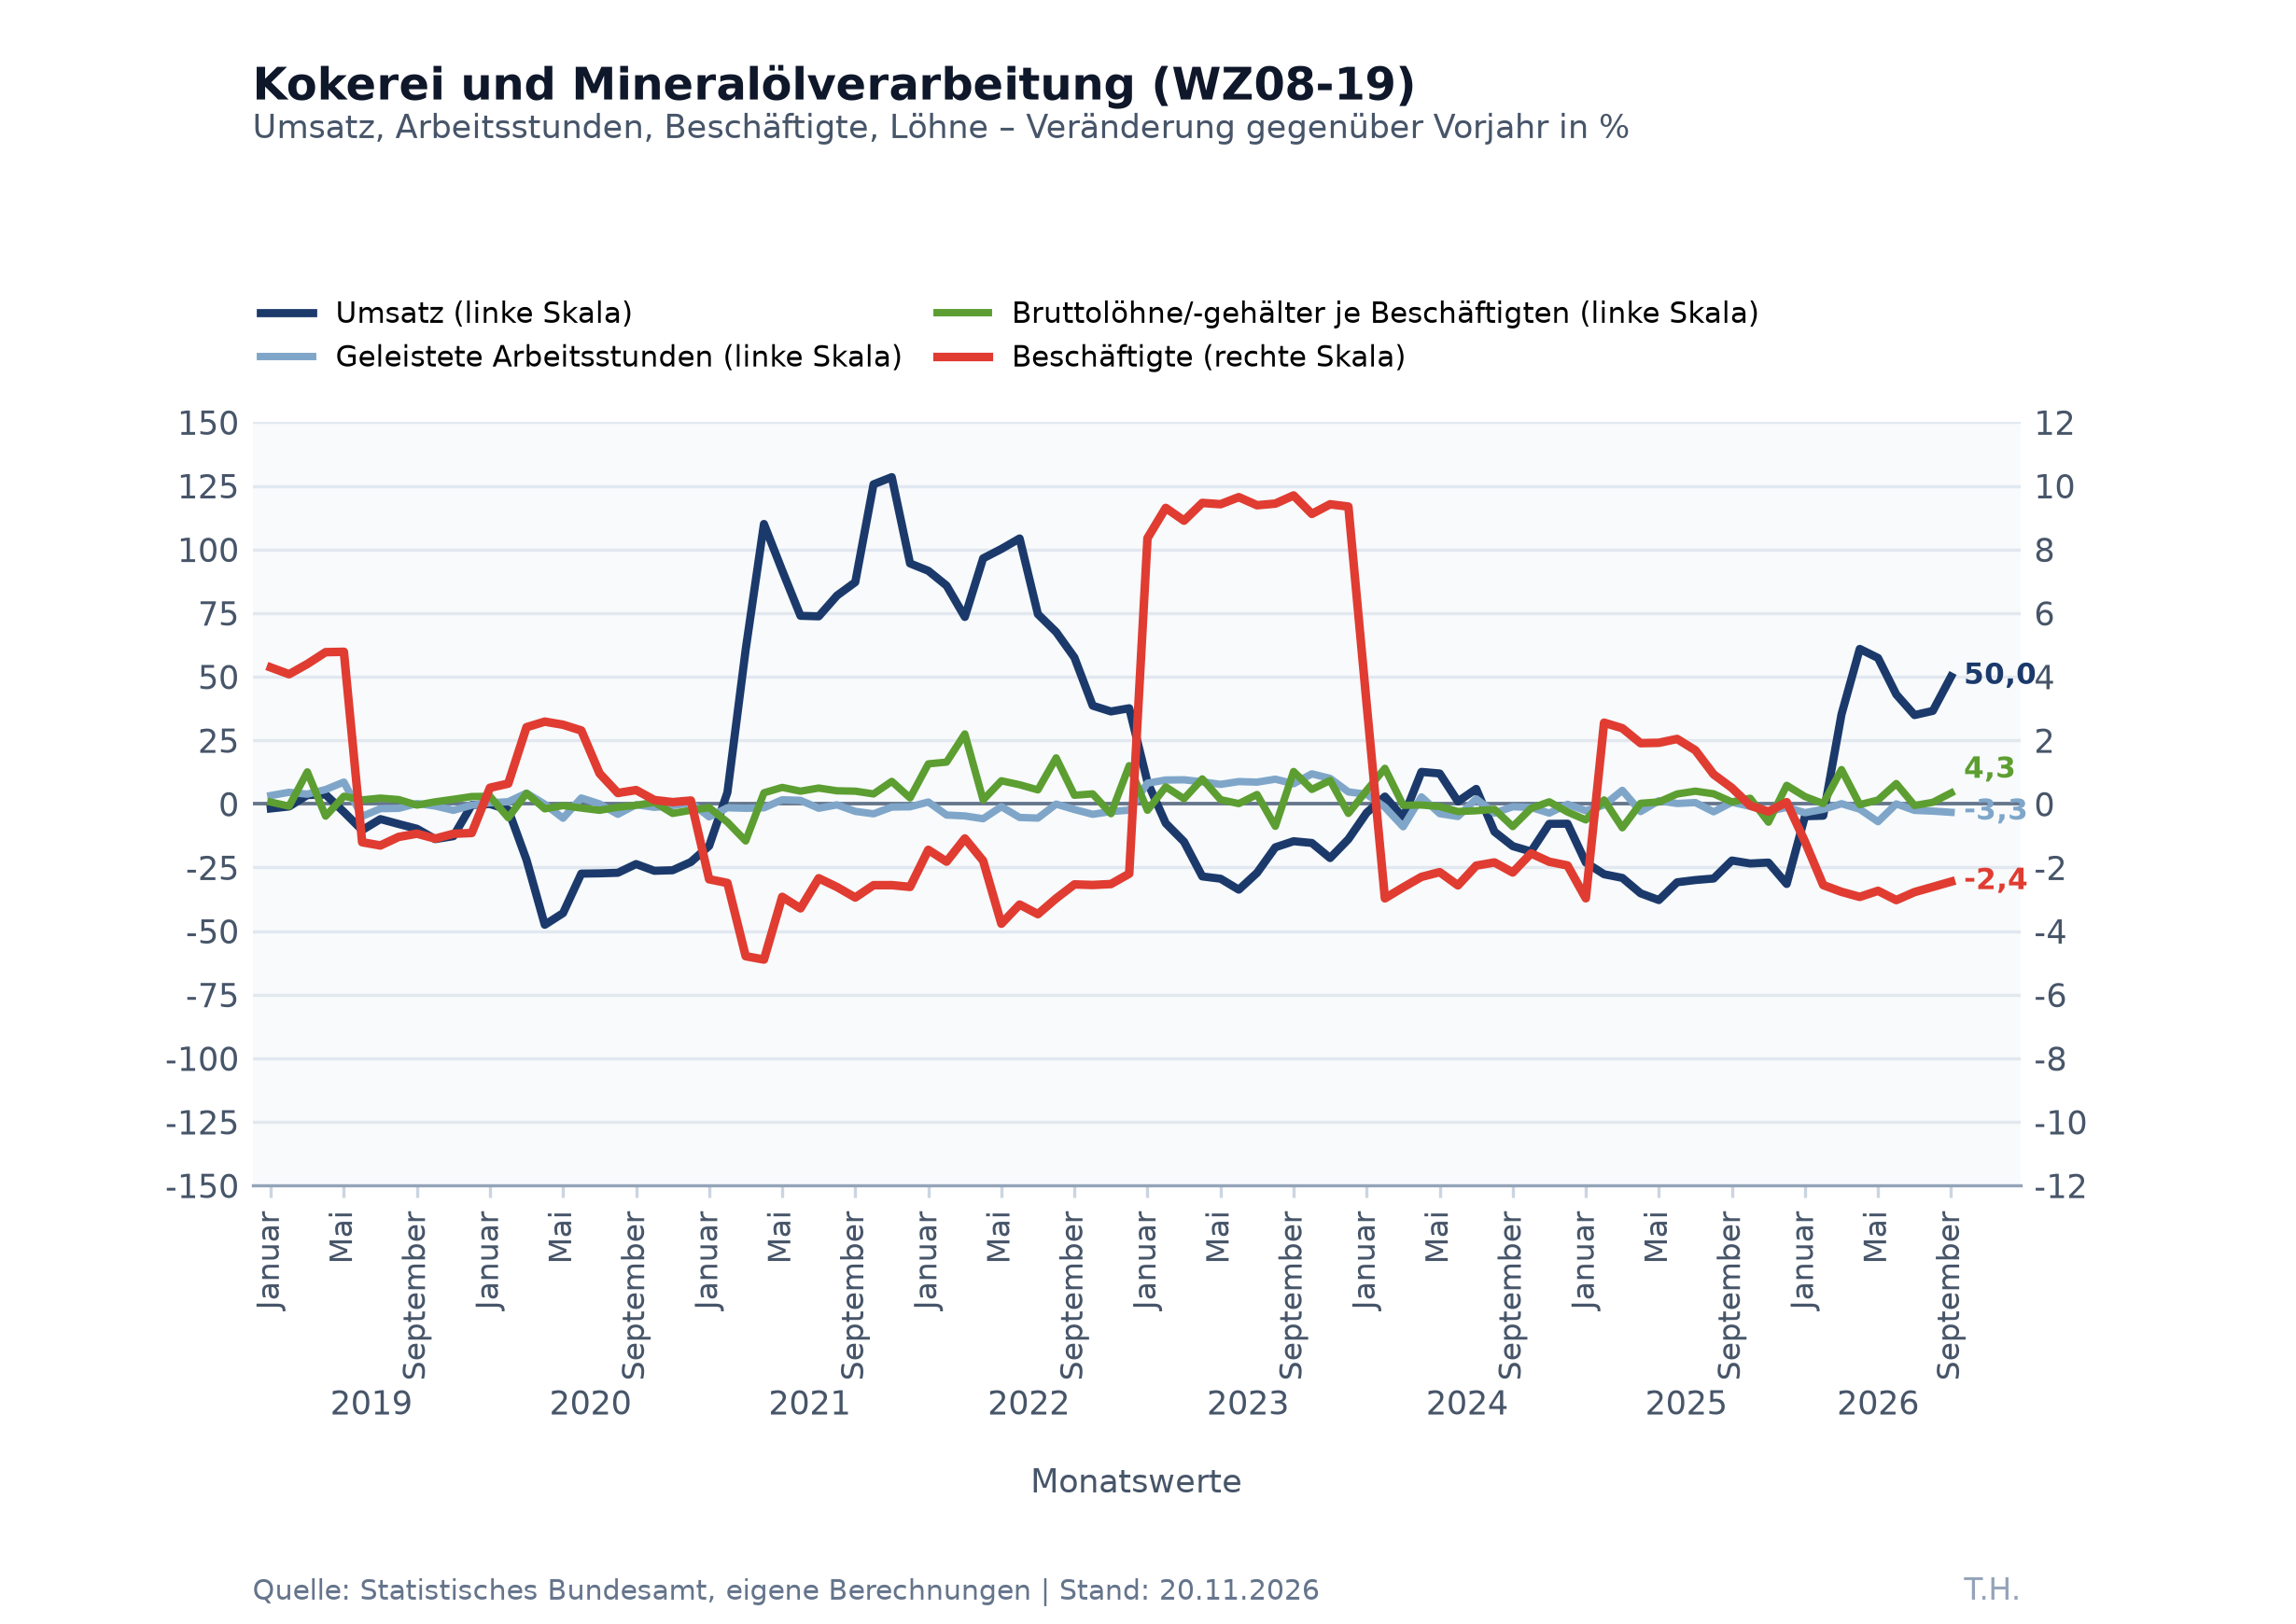 Kokerei und Mineralölverarbeitung (WZ08-19)
Umsatz, Arbeitsstunden, Beschäftigte, Löhne – Veränderung gegenüber Vorjahr in %
Umsatz (linke Skala)
Geleistete Arbeitsstunden (linke Skala)
Bruttolöhne/-gehälter je Beschäftigten (linke Skala)
Beschäftigte (rechte Skala)
150
125
100
75
50
25
0
-25
-50
-75
-100
-125
-150
12
10
8
6
4
2
0
-2
-4
-6
-8
-10
-12
50,0
4,3
-3,3
-2,4
Januar
Mai
September
Januar
Mai
September
Januar
Mai
September
Januar
Mai
September
Januar
Mai
September
Januar
Mai
September
Januar
Mai
September
Januar
Mai
September
2019
2020
2021
2022
2023
2024
2025
2026
Monatswerte
Quelle: Statistisches Bundesamt, eigene Berechnungen | Stand: 20.11.2026
T.H.